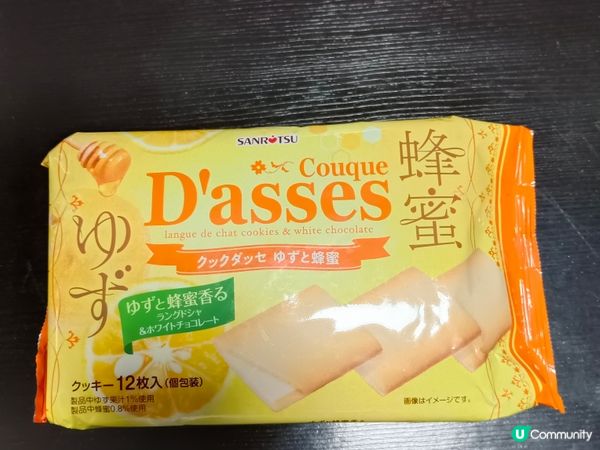 SANROTSU
Couque
D'asses
langue de chat cookies & white chocolate
クックダッセ ゆずと蜂蜜
蜂蜜
ゆず
ゆずと蜂蜜香る
ラングドシャ
&ホワイトチョコレート
クッキー 12枚入(個包装)
製品中ゆず果汁1%使用
製品中蜂蜜0.8%使用
画像はイメージです。
U Community